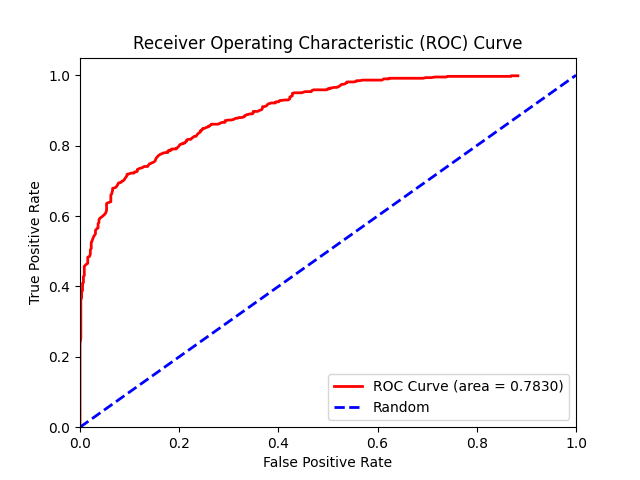 Receiver Operating Characteristic (ROC) Curve
1.0
0.8
0.6
0.4
0.2
0.0
True Positive Rate
ROC Curve (area = 0.7830)
Random
0.0 0.2 0.4 0.6 0.8 1.0
False Positive Rate